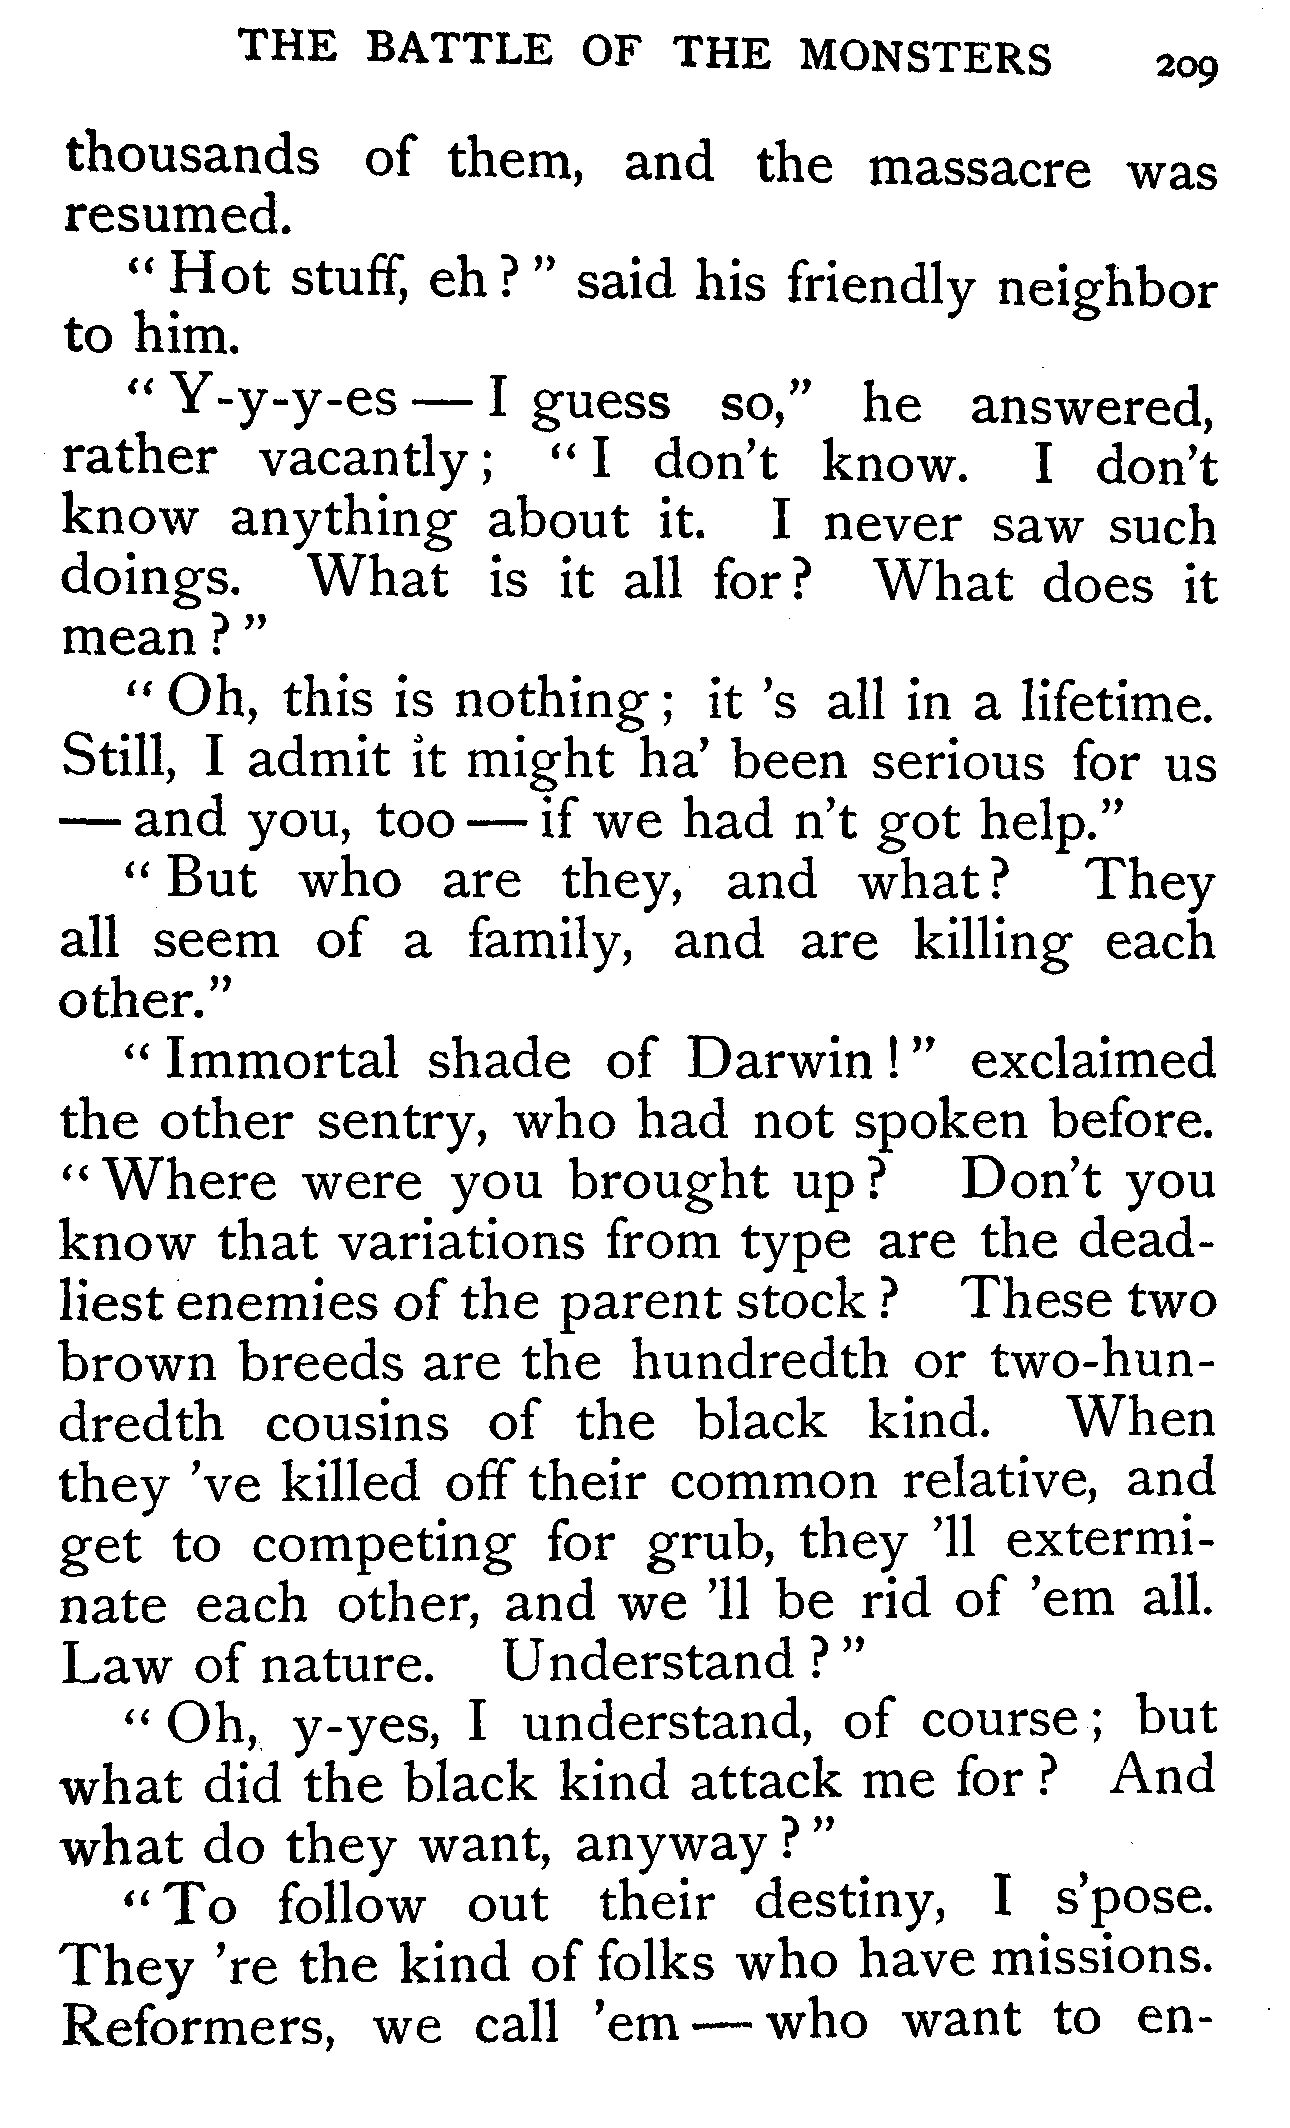 THE BATTLE OF THE MONSTERS 209
thousands of them, and the massacre was
resumed.
" Hot stuff, eh ? " said his friendly neighbor
to him.
" Y-y-y-es — I guess so," he answered,
rather vacantly ; " I don't know. I don't
know anything about it. I never saw such
doings. What is it all for ? What does it
mean ? "
" Oh, this is nothing ; it 's all in a lifetime.
Still, I admit it might ha' been serious for us
— and you, too — if we had n't got help."
" But who are they, and what ? They
all seem of a family, and are killing each
other."
" Immortal shade of Darwin ! " exclaimed
the other sentry, who had not spoken before.
" Where were you brought up ? Don't you
know that variations from type are the dead-
liest enemies of the parent stock ? These two
brown breeds are the hundredth or two-hun-
dredth cousins of the black kind. When
they 've killed off their common relative, and
get to competing for grub, they 'll extermi-
nate each other, and we 'll be rid of 'em all.
Law of nature. Understand ? "
" Oh, y-yes, I understand, of course ; but
what did the black kind attack me for ? And
what do they want, anyway ? "
" To follow out their destiny, I s'pose.
They 're the kind of folks who have missions.
Reformers, we call 'em — who want to en-